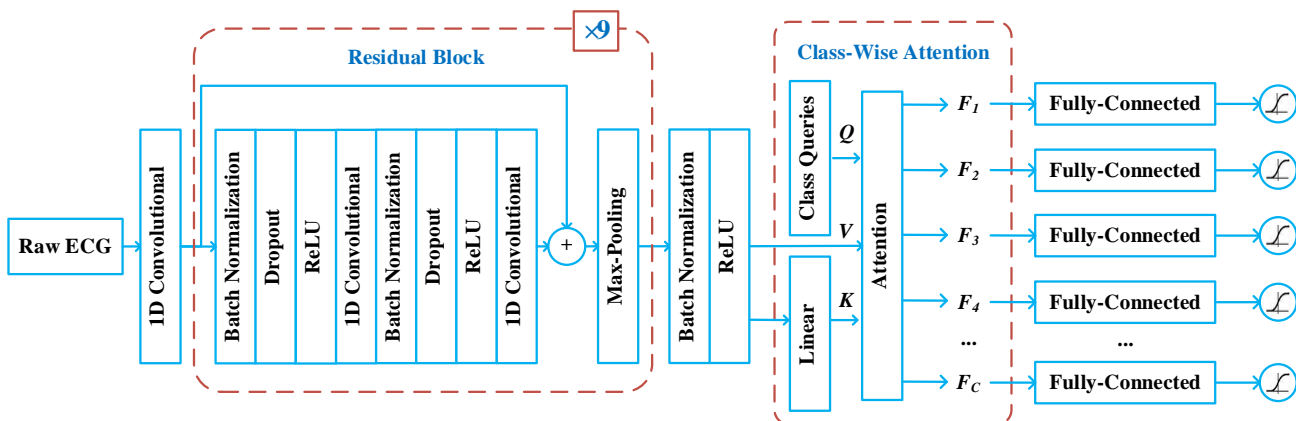 ×9
Residual Block
Class-Wise Attention
Raw ECG
1D Convolutional
Batch Normalization
Dropout
ReLU
1D Convolutional
Batch Normalization
Dropout
ReLU
1D Convolutional
+
Max-Pooling
Batch Normalization
ReLU
Class Queries
Linear
Q
V
K
Attention
F1
Fully-Connected
F2
Fully-Connected
F3
Fully-Connected
F4
Fully-Connected
...
...
FC
Fully-Connected